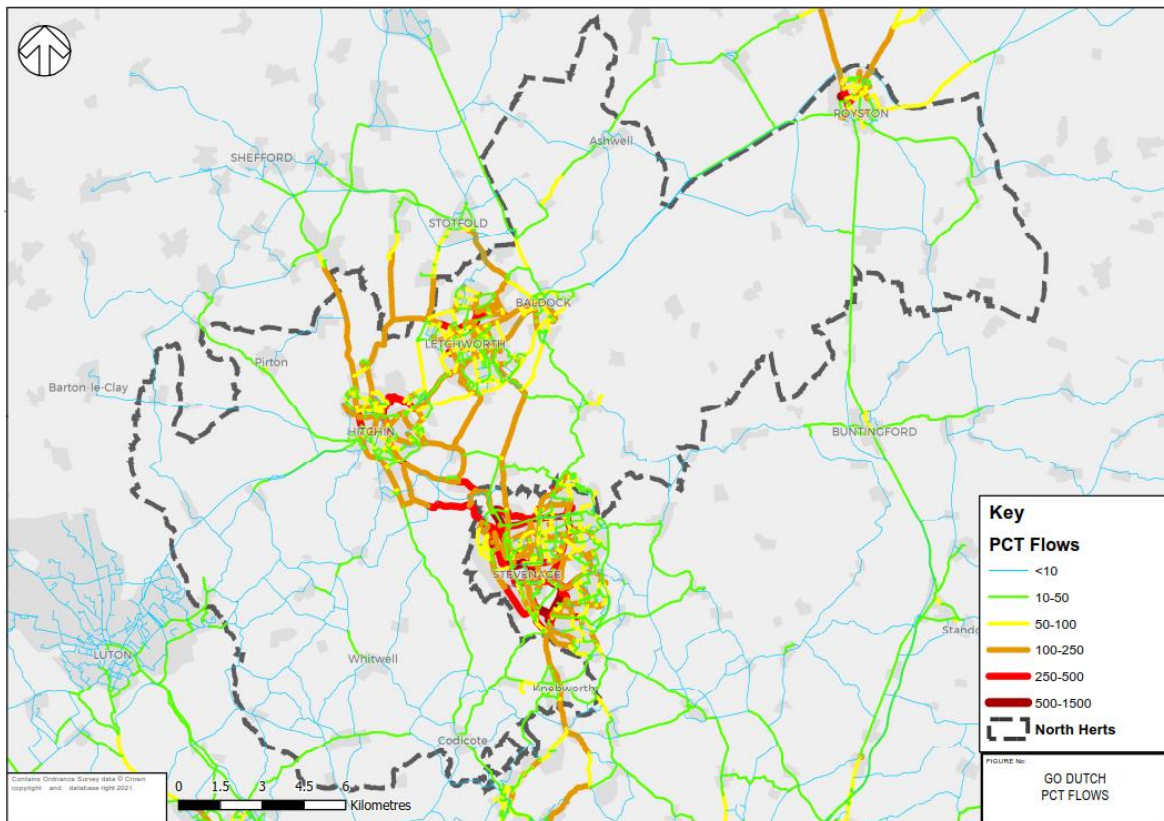 ROYSTON
Ashwell
SHEFFORD
STOTFOLD
BALDOCK
LETCHWORTH
Pirton
Barton-le-Clay
HITCHIN
BUNTINGFORD
STEVENAGE
LUTON
Whitwell
Knebworth
Codicote
Stando
Key
PCT Flows
<10
10-50
50-100
100-250
250-500
500-1500
North Herts
FIGURE No:
GO DUTCH
PCT FLOWS
Contains Ordnance Survey data © Crown
copyright and database right 2021
0 1.5 3 4.5 6
Kilometres